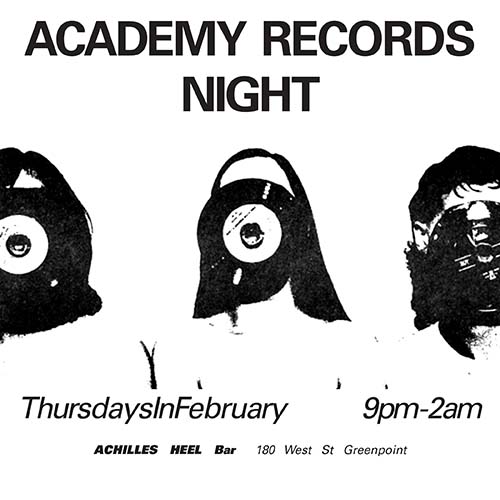 ACADEMY RECORDS
NIGHT
ThursdaysInFebruary 9pm-2am
ACHILLES HEEL Bar 180 West St Greenpoint